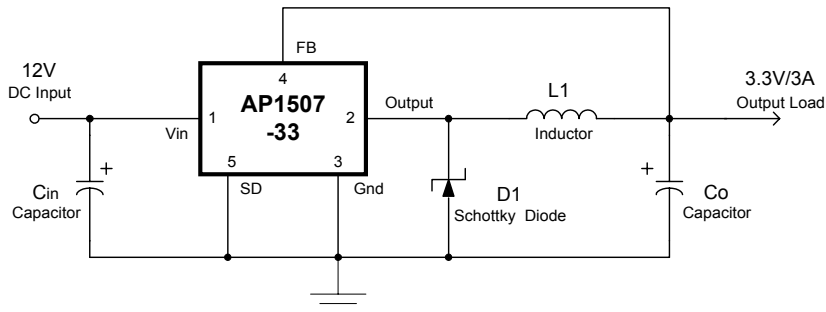 FB
12V
DC Input
4
AP1507
-33
1
2
Vin
Output
L1
Inductor
3.3V/3A
Output Load
5
3
SD
Gnd
Cin
Capacitor
D1
Schottky Diode
Co
Capacitor
+
+